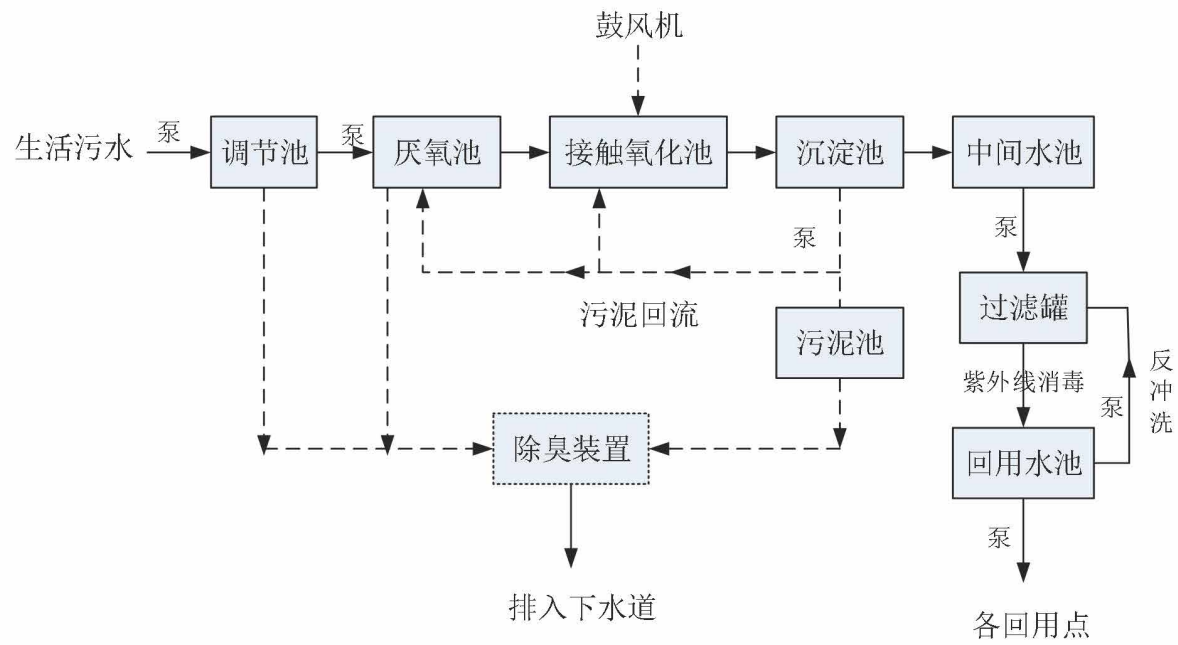 鼓风机
生活污水
泵
调节池
泵
厌氧池
接触氧化池
沉淀池
中间水池
泵
泵
污泥回流
过滤罐
污泥池
紫外线消毒
泵
反冲洗
除臭装置
回用水池
泵
排入下水道
各回用点